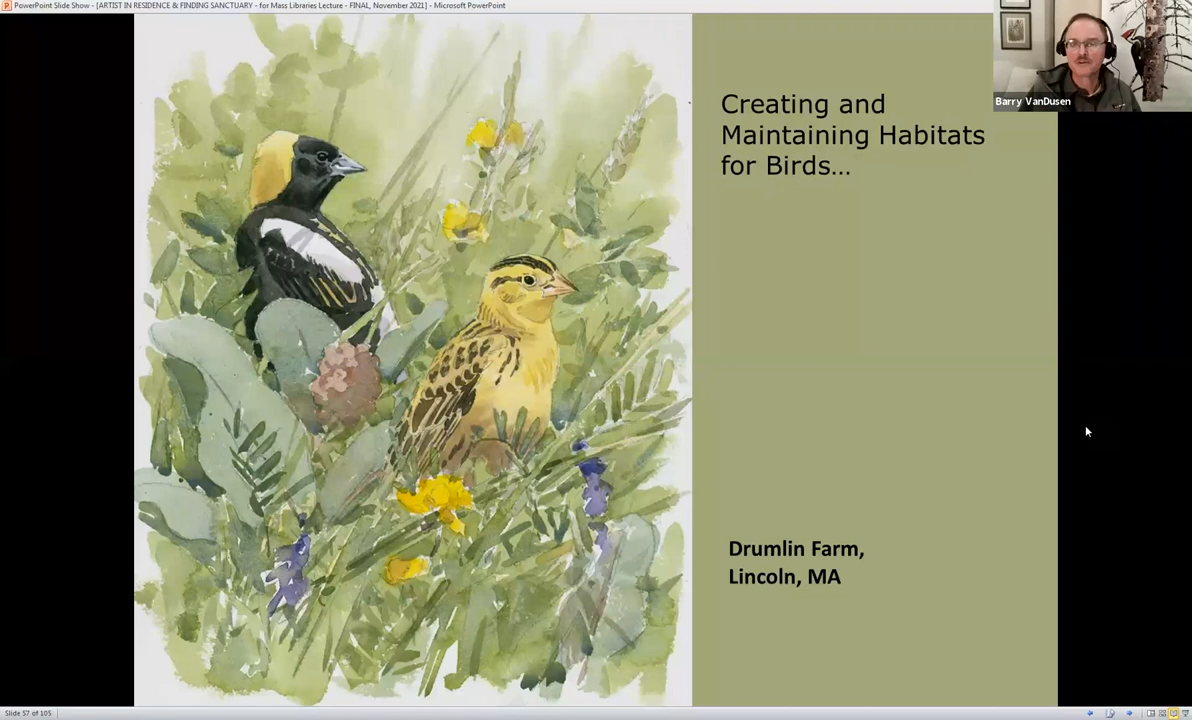 PowerPoint Slide Show - [ARTIST IN RESIDENCE & FINDING SANCTUARY - for Mass Libraries Lecture - FINAL, November 2021] - Microsoft PowerPoint
Creating and
Maintaining Habitats
for Birds...
Barry VanDusen
Drumlin Farm,
Lincoln, MA
Slide 57 of 105